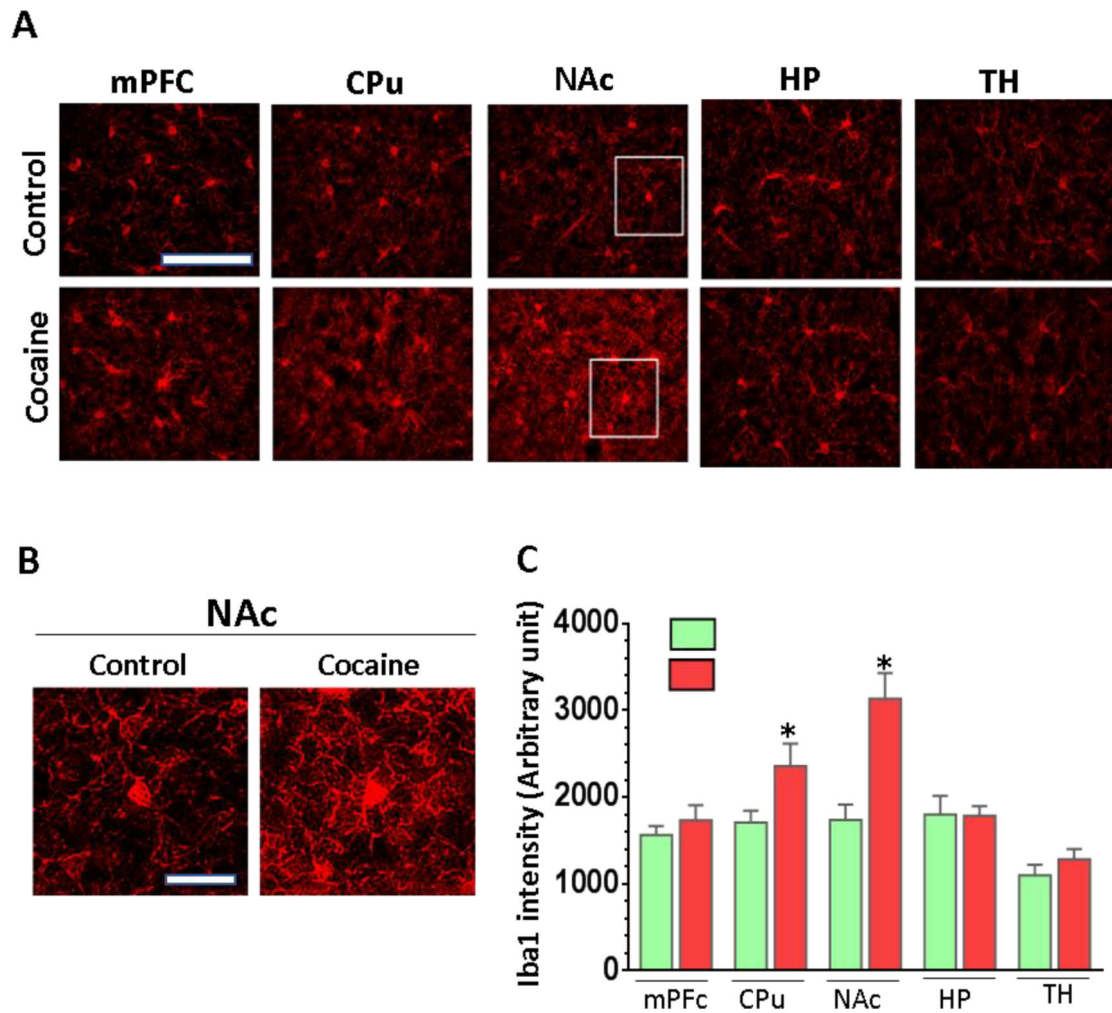 A
mPFC CPu NAc HP TH
Control
Cocaine
B
NAc
Control Cocaine
C
Iba1 intensity (Arbitrary unit)
4000
3000
2000
1000
0
*
*
mPFc CPu NAc HP TH